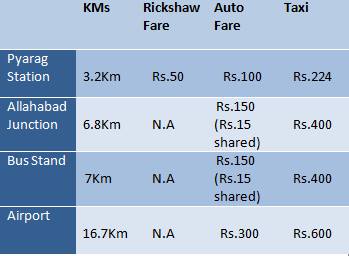 KMs Rickshaw Fare Auto Fare Taxi
Pyarag Station 3.2Km Rs.50 Rs.100 Rs.224
Allahabad Junction 6.8Km N.A Rs.150 (Rs.15 shared) Rs.400
Bus Stand 7Km N.A Rs.150 (Rs.15 shared) Rs.400
Airport 16.7Km N.A Rs.300 Rs.600